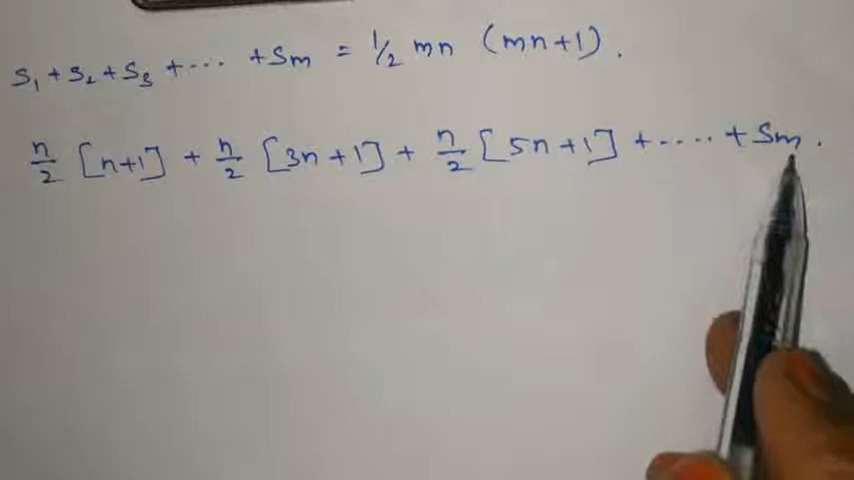 S₁ + S₂ + S₃ + ... + Sm = 1/2 mn (mn+1).
n/2 [n+1] + n/2 [3n+1] + n/2 [5n+1] + .... + Sm.